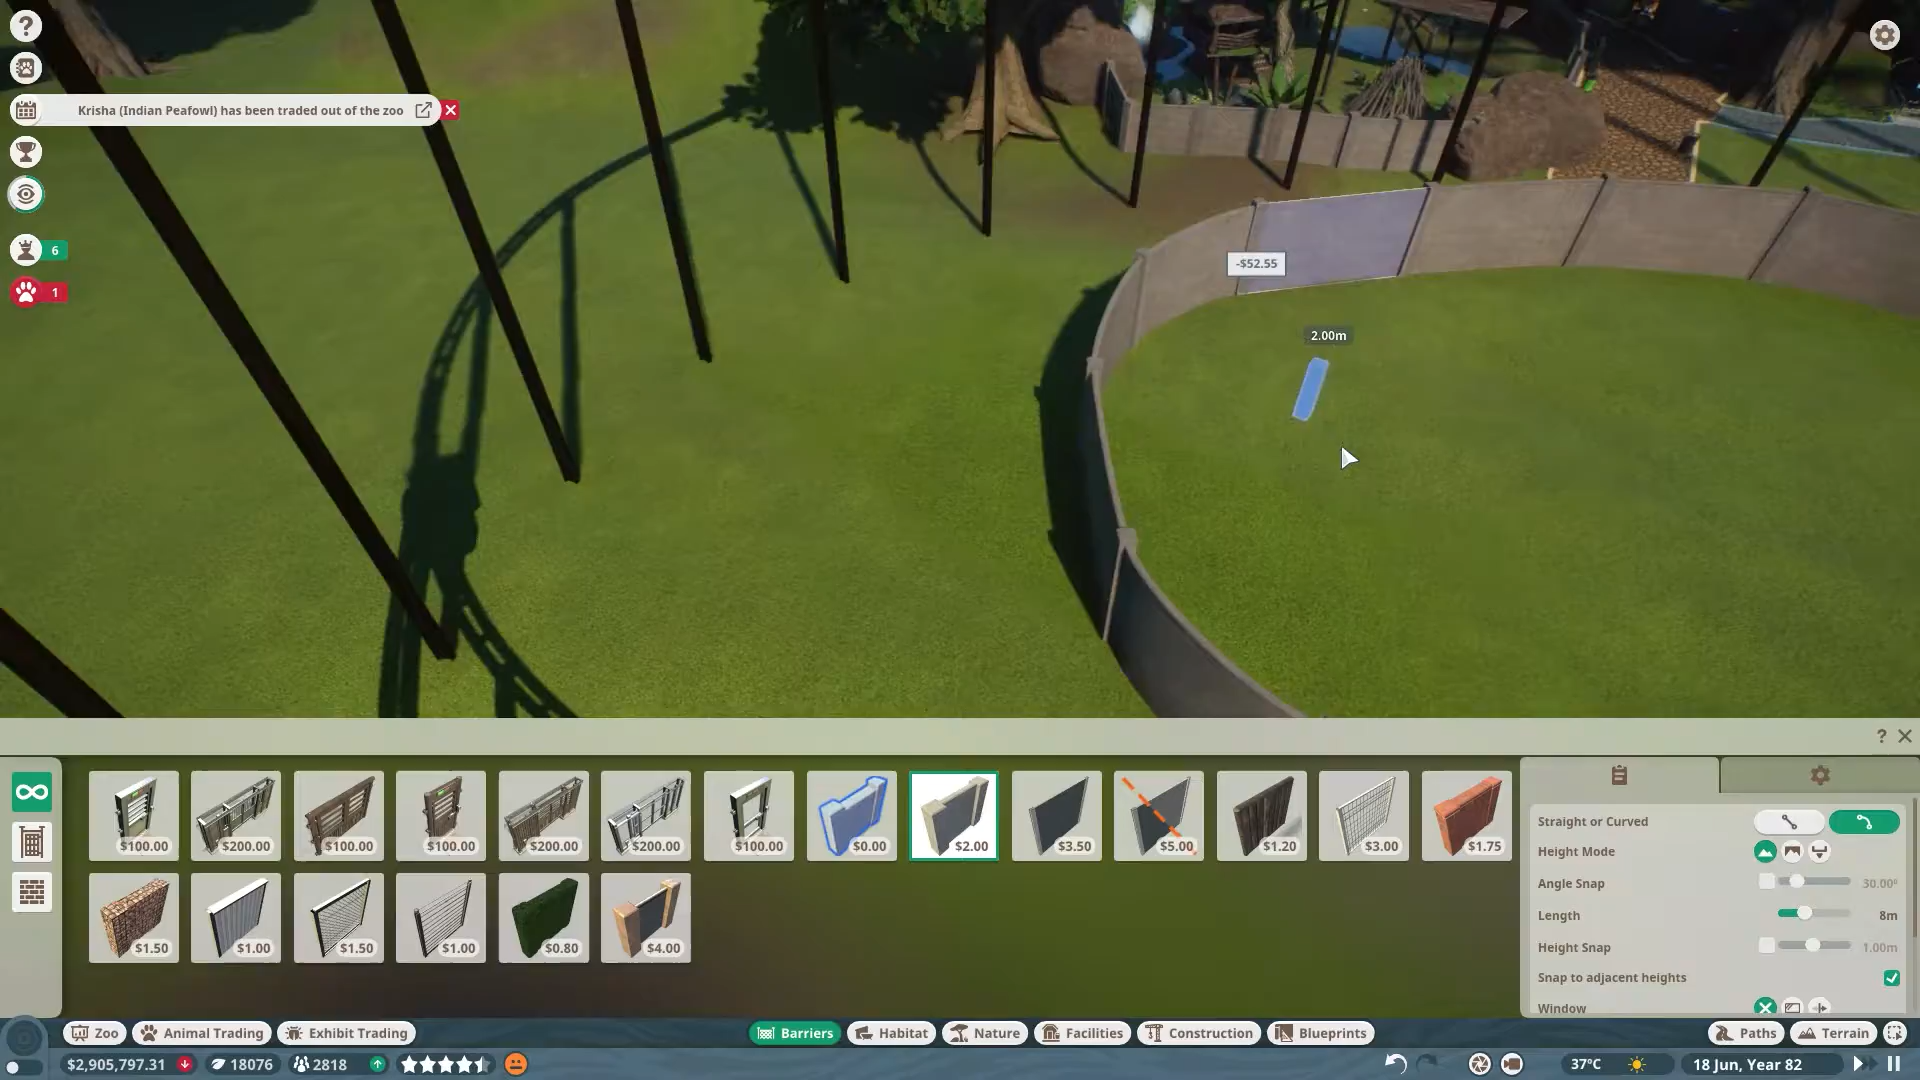 ?
Krisha (Indian Peafowl) has been traded out of the zoo
6
1
-$52.55
2.00m
?
$100.00 $200.00 $100.00 $100.00 $200.00 $200.00 $100.00 $0.00 $2.00 $3.50 $5.00 $1.20 $3.00 $1.75
$1.50 $1.00 $1.50 $1.00 $0.80 $4.00
Straight or Curved
Height Mode
Angle Snap 30.00°
Length 8m
Height Snap 1.00m
Snap to adjacent heights
Window
Zoo Animal Trading Exhibit Trading Barriers Habitat Nature Facilities Construction Blueprints Paths Terrain
$2,905,797.31 18076 2818 37°C 18 Jun, Year 82